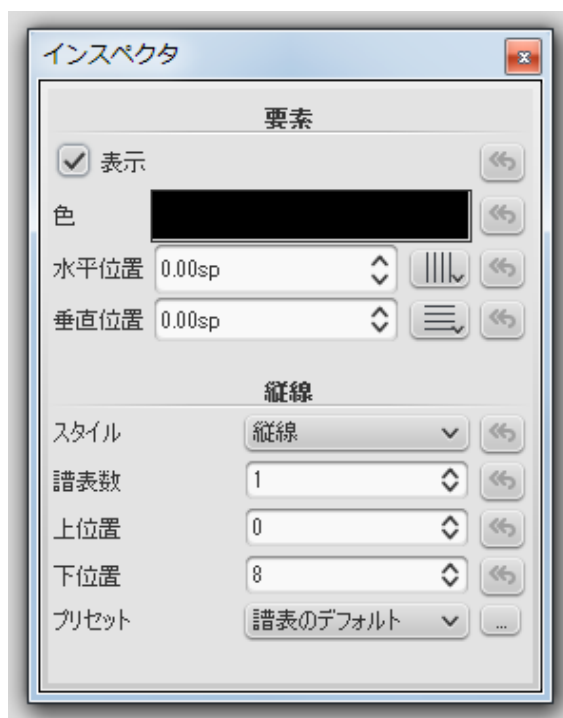 インスペクタ
要素
表示
色
水平位置 0.00sp
垂直位置 0.00sp
縦線
スタイル 縦線
譜表数 1
上位置 0
下位置 8
プリセット 譜表のデフォルト ...